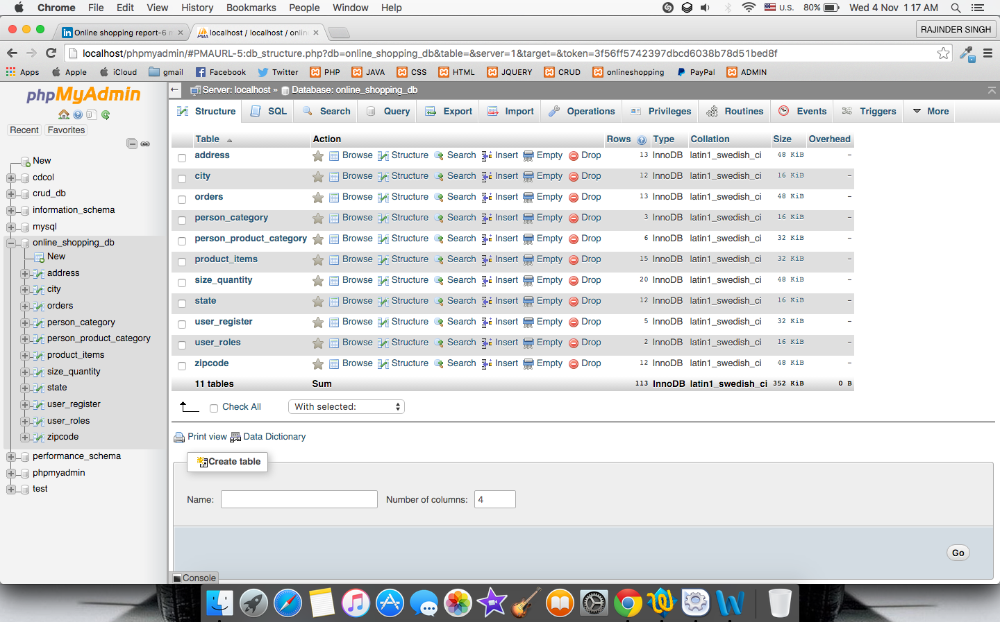 Chrome File Edit View History Bookmarks People Window Help U.S. 80% Wed 4 Nov 1 17 AM
Online shopping report-6 m localhost / localhost / onlin RAJINDER SINGH
localhost/phpmyadmin/#PMAURL-5:db_structure.php?db=online_shopping_db&table=&server=1&target=&token=3f56ff5742397dbcd6038b78d51bed8f
Apps Apple iCloud gmail Facebook Twitter PHP JAVA CSS HTML JQUERY CRUD onlineshopping PayPal ADMIN
phpMyAdmin
Recent Favorites
New
cdcol
crud_db
information_schema
mysql
online_shopping_db
New
address
city
orders
person_category
person_product_category
product_items
size_quantity
state
user_register
user_roles
zipcode
performance_schema
phpmyadmin
test
Server: localhost » Database: online_shopping_db
Structure SQL Search Query Export Import Operations Privileges Routines Events Triggers More
Table Action Rows Type Collation Size Overhead
address Browse Structure Search Insert Empty Drop 13 InnoDB latin1_swedish_ci 48 KiB -
city Browse Structure Search Insert Empty Drop 12 InnoDB latin1_swedish_ci 16 KiB -
orders Browse Structure Search Insert Empty Drop 13 InnoDB latin1_swedish_ci 48 KiB -
person_category Browse Structure Search Insert Empty Drop 3 InnoDB latin1_swedish_ci 16 KiB -
person_product_category Browse Structure Search Insert Empty Drop 6 InnoDB latin1_swedish_ci 32 KiB -
product_items Browse Structure Search Insert Empty Drop 15 InnoDB latin1_swedish_ci 32 KiB -
size_quantity Browse Structure Search Insert Empty Drop 20 InnoDB latin1_swedish_ci 48 KiB -
state Browse Structure Search Insert Empty Drop 12 InnoDB latin1_swedish_ci 16 KiB -
user_register Browse Structure Search Insert Empty Drop 5 InnoDB latin1_swedish_ci 32 KiB -
user_roles Browse Structure Search Insert Empty Drop 2 InnoDB latin1_swedish_ci 16 KiB -
zipcode Browse Structure Search Insert Empty Drop 12 InnoDB latin1_swedish_ci 48 KiB -
11 tables Sum 113 InnoDB latin1_swedish_ci 352 KiB 0 B
Check All With selected:
Print view Data Dictionary
Create table
Name: Number of columns: 4
Go
Console